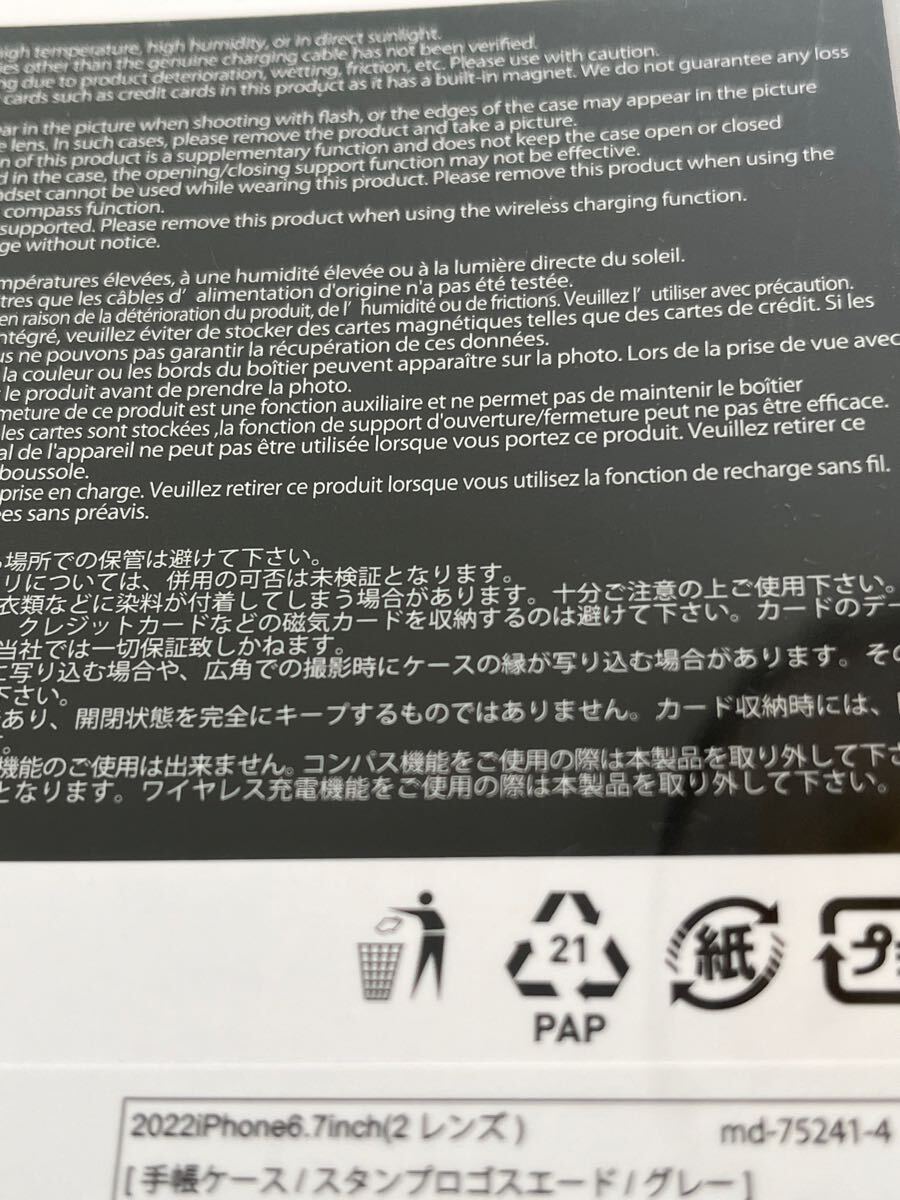 high temperature, high humidity, or in direct sunlight.
other than the genuine charging cable has not been verified.
due to product deterioration, wetting, friction, etc. Please use with caution.
cards such as credit cards in this product as it has a built-in magnet. We do not guarantee any loss
ear in the picture when shooting with flash, or the edges of the case may appear in the picture
e lens. In such cases, please remove the product and take a picture.
n of this product is a supplementary function and does not keep the case open or closed
d in the case, the opening/closing support function may not be effective.
ndset cannot be used while wearing this product. Please remove this product when using the
compass function.
supported. Please remove this product when using the wireless charging function.
ge without notice.
mpératures élevées, à une humidité élevée ou à la lumière directe du soleil.
tres que les câbles d' alimentation d'origine n'a pas été testée.
en raison de la détérioration du produit, de l' humidité ou de frictions. Veuillez l' utiliser avec précaution.
ntégré, veuillez éviter de stocker des cartes magnétiques telles que des cartes de crédit. Si les
us ne pouvons pas garantir la récupération de ces données.
la couleur ou les bords du boîtier peuvent apparaître sur la photo. Lors de la prise de vue avec
r le produit avant de prendre la photo.
meture de ce produit est une fonction auxiliaire et ne permet pas de maintenir le boîtier
les cartes sont stockées ,la fonction de support d'ouverture/fermeture peut ne pas être efficace.
al de l'appareil ne peut pas être utilisée lorsque vous portez ce produit. Veuillez retirer ce
boussole.
prise en charge. Veuillez retirer ce produit lorsque vous utilisez la fonction de recharge sans fil.
es sans préavis.
る場所での保管は避けて下さい。
リについては、併用の可否は未検証となります。
衣類などに染料が付着してしまう場合があります。十分ご注意の上ご使用下さい。
クレジットカードなどの磁気カードを収納するのは避けて下さい。カードのデー
当社では一切保証致しかねます。
に写り込む場合や、広角での撮影時にケースの縁が写り込む場合があります。その
下さい。
であり、開閉状態を完全にキープするものではありません。カード収納時には、
す。
機能のご使用は出来ません。コンパス機能をご使用の際は本製品を取り外して下さ
となります。ワイヤレス充電機能をご使用の際は本製品を取り外して下さい。
21
PAP
紙
プ
2022iPhone6.7inch(2レンズ)
md-75241-4
[手帳ケース/スタンプロゴスエード/グレー]